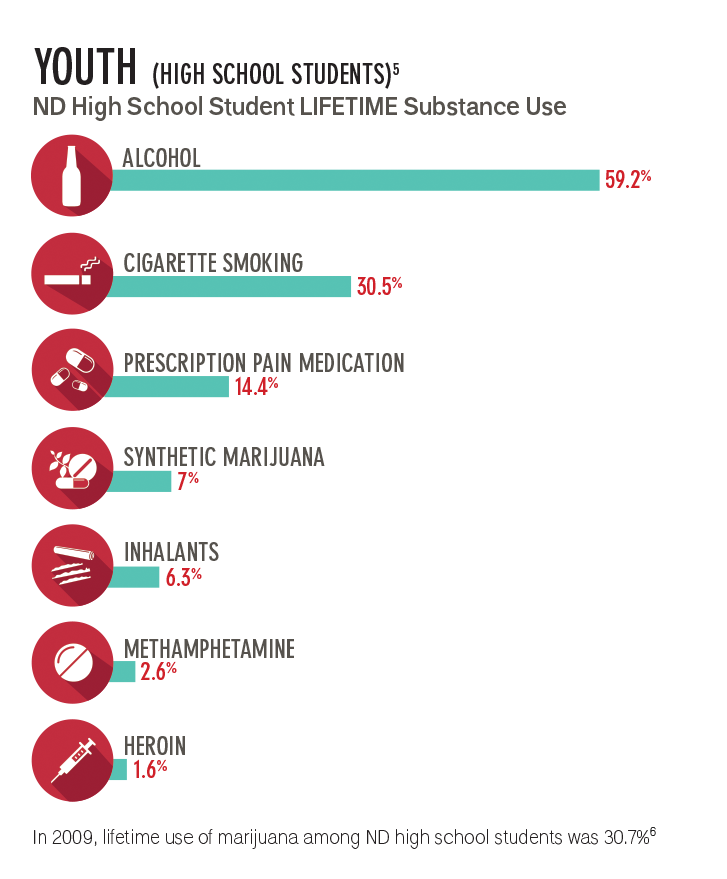 YOUTH (HIGH SCHOOL STUDENTS)5
ND High School Student LIFETIME Substance Use
ALCOHOL
59.2%
CIGARETTE SMOKING
30.5%
PRESCRIPTION PAIN MEDICATION
14.4%
SYNTHETIC MARIJUANA
7%
INHALANTS
6.3%
METHAMPHETAMINE
2.6%
HEROIN
1.6%
In 2009, lifetime use of marijuana among ND high school students was 30.7%6